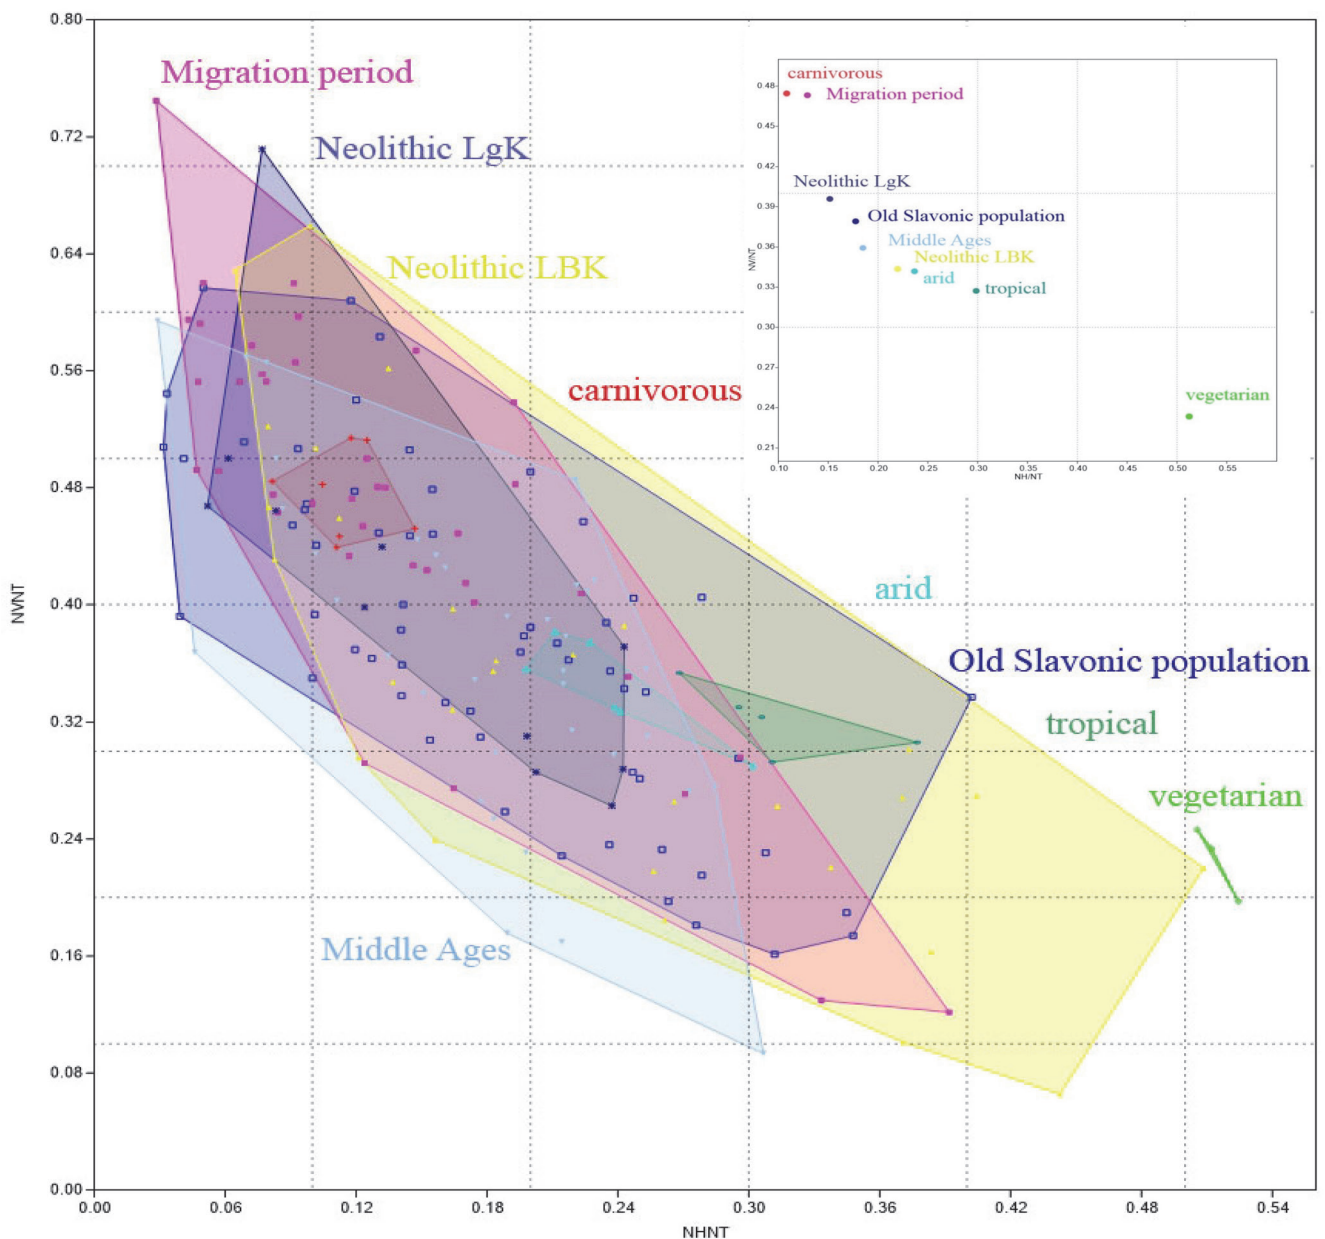 0.80
Migration period
0.72
Neolithic LgK
0.64
Neolithic LBK
0.56
carnivorous
0.48
0.40
arid
Old Slavonic population
0.32
tropical
vegetarian
0.24
Middle Ages
0.16
0.08
0.00
NVNT
0.00 0.06 0.12 0.18 0.24 0.30 0.36 0.42 0.48 0.54
NHNT
carnivorous
0.48
Migration period
0.45
0.42
Neolithic LgK
0.39
Old Slavonic population
Middle Ages
0.36
Neolithic LBK
arid
0.33
tropical
0.30
0.27
vegetarian
0.24
0.21
NV/NT
0.10 0.15 0.20 0.25 0.30 0.35 0.40 0.45 0.50 0.55
NH/NT